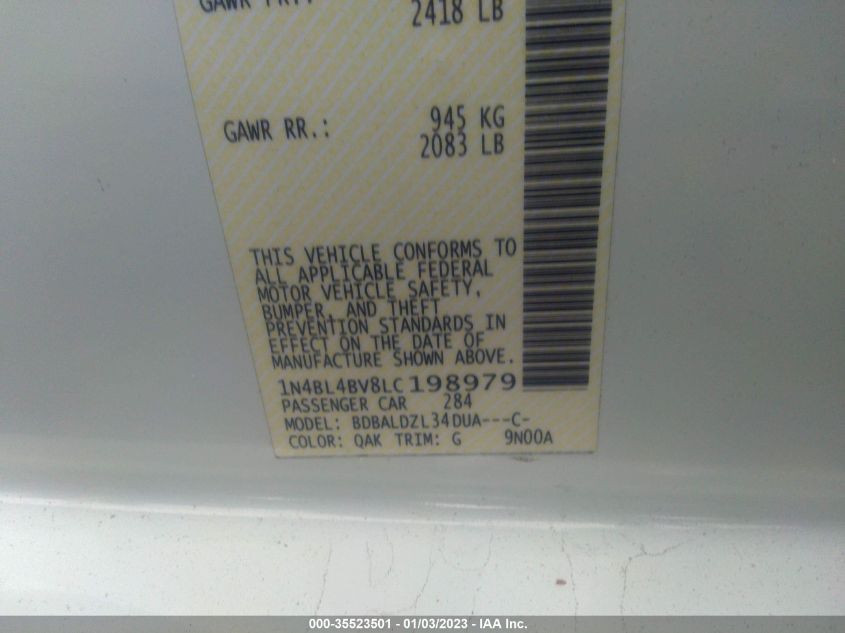 GAWR FR.:
2418 LB
GAWR RR.: 945 KG
2083 LB
THIS VEHICLE CONFORMS TO
ALL APPLICABLE FEDERAL
MOTOR VEHICLE SAFETY,
BUMPER, AND THEFT
PREVENTION STANDARDS IN
EFFECT ON THE DATE OF
MANUFACTURE SHOWN ABOVE.
1N4BL4BV8LC198979
PASSENGER CAR 284
MODEL: BDBALDZL34DUA---C-
COLOR: QAK TRIM: G 9N00A
000-35523501 - 01/03/2023 - IAA Inc.